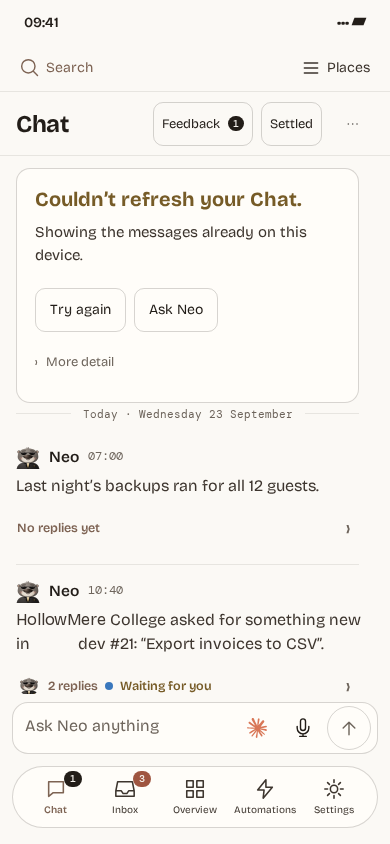 09:41
Search
Places
Chat
Feedback 1
Settled
Couldn't refresh your Chat.
Showing the messages already on this
device.
Try again
Ask Neo
More detail
Today · Wednesday 23 September
Neo 07:00
Last night's backups ran for all 12 guests.
No replies yet
Neo 10:40
HollowMere College asked for something new
in dev #21: “Export invoices to CSV”.
2 replies Waiting for you
Ask Neo anything
1
3
Chat
Inbox
Overview
Automations
Settings